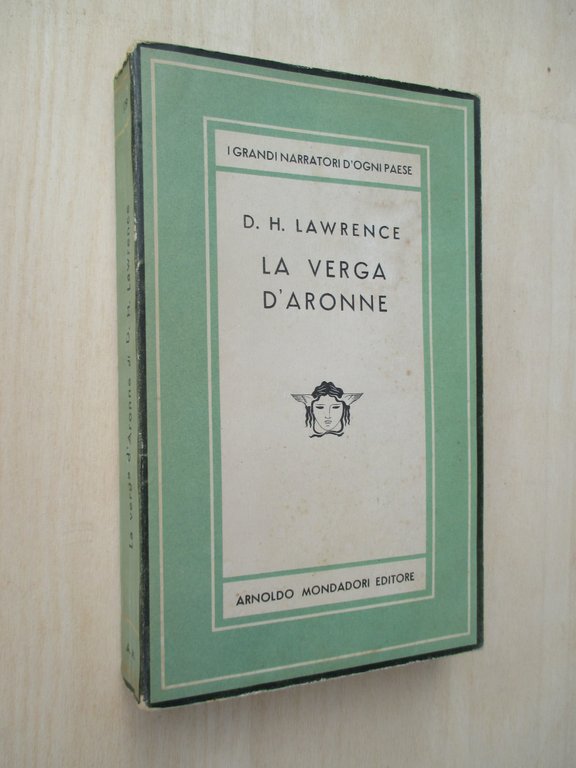 I GRANDI NARRATORI D'OGNI PAESE
D. H. LAWRENCE
LA VERGA
D'ARONNE
ARNOLDO MONDADORI EDITORE
La verga d'Aronne di D. H. Lawrence